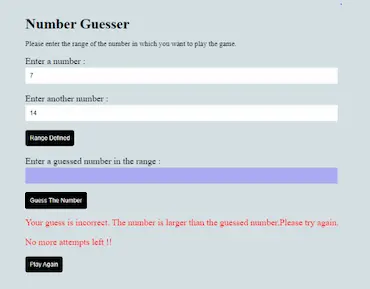 Number Guesser
Please enter the range of the number in which you want to play the game.
Enter a number :
7
Enter another number :
14
Range Defined
Enter a guessed number in the range :
Guess The Number
Your guess is incorrect. The number is larger than the guessed number.Please try again.
No more attempts left !!
Play Again